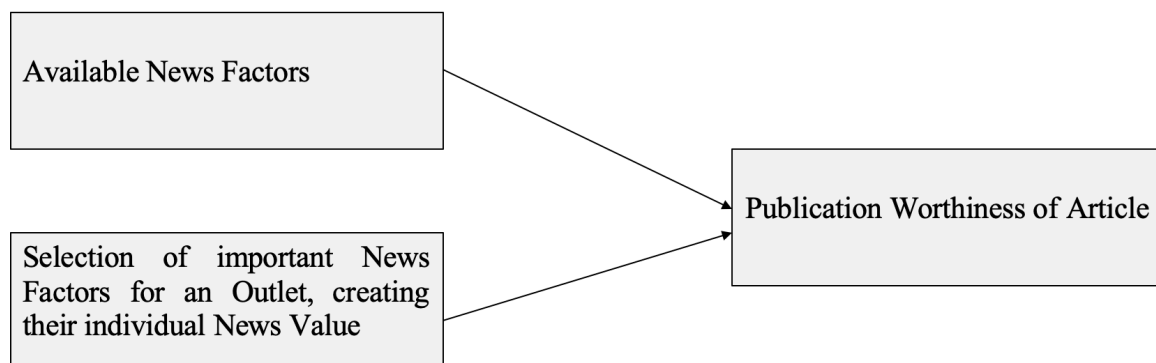 Available News Factors
Selection of important News
Factors for an Outlet, creating
their individual News Value
Publication Worthiness of Article